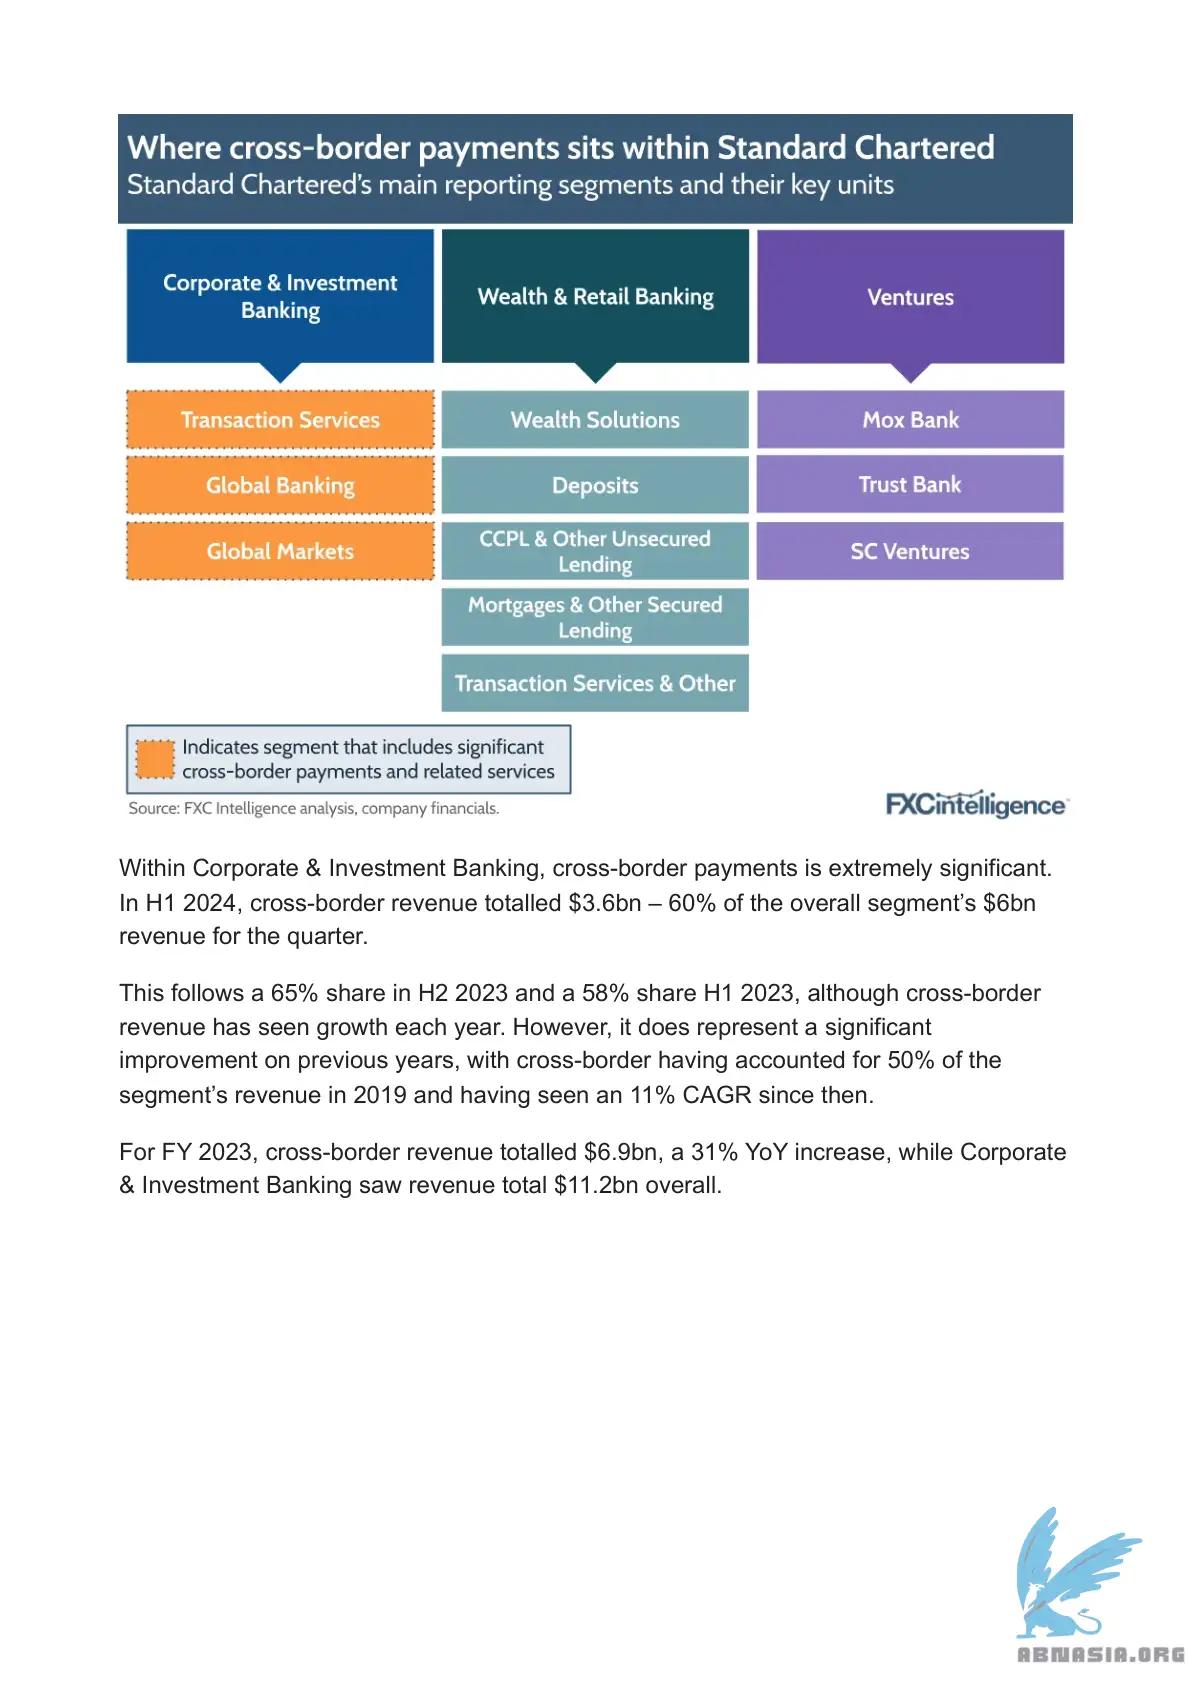 Where cross-border payments sits within Standard Chartered
Standard Chartered's main reporting segments and their key units
Corporate & Investment
Banking
Wealth & Retail Banking
Ventures
Transaction Services
Wealth Solutions
Mox Bank
Global Banking
Deposits
Trust Bank
Global Markets
CCPL & Other Unsecured
Lending
SC Ventures
Mortgages & Other Secured
Lending
Transaction Services & Other
Indicates segment that includes significant
cross-border payments and related services
Source: FXC Intelligence analysis, company financials.
FXCintelligence™
Within Corporate & Investment Banking, cross-border payments is extremely significant.
In H1 2024, cross-border revenue totalled $3.6bn – 60% of the overall segment's $6bn
revenue for the quarter.
This follows a 65% share in H2 2023 and a 58% share H1 2023, although cross-border
revenue has seen growth each year. However, it does represent a significant
improvement on previous years, with cross-border having accounted for 50% of the
segment's revenue in 2019 and having seen an 11% CAGR since then.
For FY 2023, cross-border revenue totalled $6.9bn, a 31% YoY increase, while Corporate
& Investment Banking saw revenue total $11.2bn overall.
ABNASIA.ORG